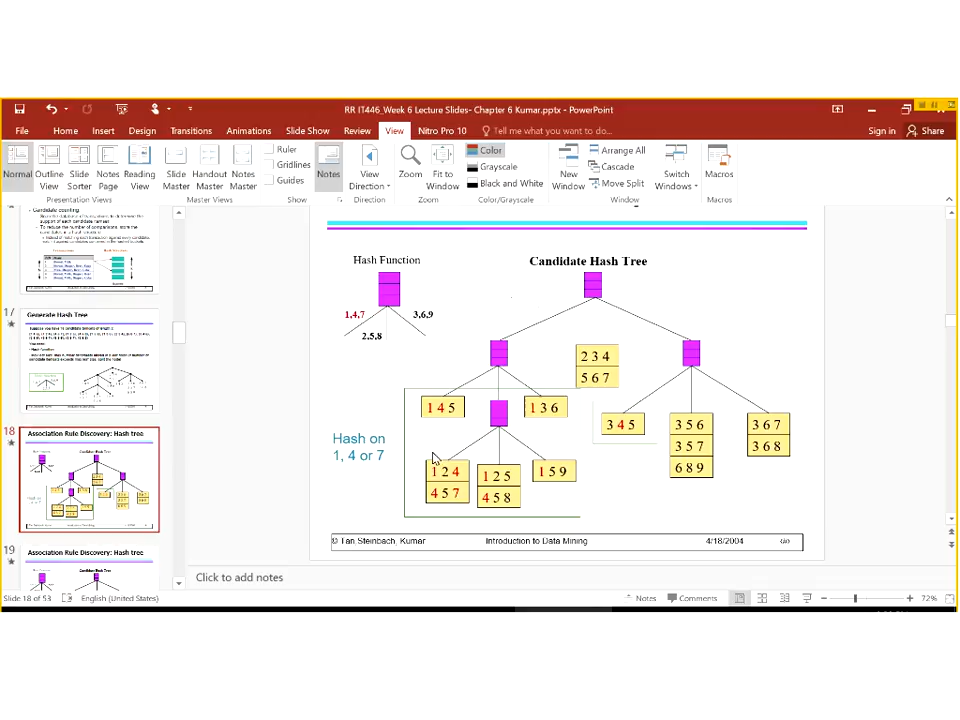 RR IT446_Week 6 Lecture Slides- Chapter 6 Kumar.pptx - PowerPoint
File Home Insert Design Transitions Animations Slide Show Review View Nitro Pro 10 Tell me what you want to do... Sign in Share
Normal Outline View Slide Sorter Notes Page Reading View
Presentation Views
Slide Master Handout Master Notes Master
Master Views
Ruler
Gridlines
Guides
Show
Notes
View Direction
Direction
Zoom Fit to Window
Zoom
Color
Grayscale
Black and White
Color/Grayscale
New Window
Arrange All
Cascade
Move Split
Switch Windows
Window
Macros
Macros
Candidate counting
17
Generate Hash Tree
18
Association Rule Discovery: Hash tree
19
Association Rule Discovery: Hash tree
Hash Function
Candidate Hash Tree
1,4,7
3,6,9
2,5,8
2 3 4
5 6 7
1 4 5
1 3 6
3 4 5
3 5 6
3 5 7
6 8 9
3 6 7
3 6 8
Hash on
1, 4 or 7
1 2 4
4 5 7
1 2 5
4 5 8
1 5 9
© Tan,Steinbach, Kumar Introduction to Data Mining 4/18/2004
Click to add notes
Slide 18 of 53 English (United States) Notes Comments 72%